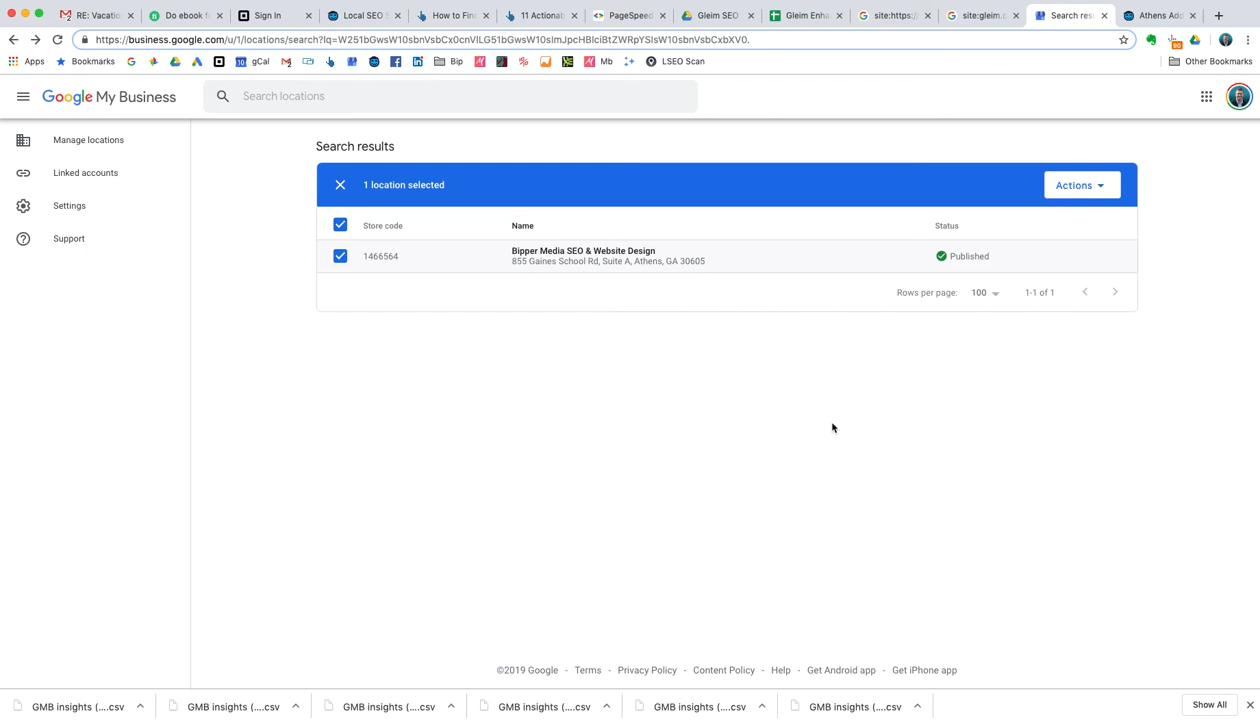 RE: Vacatio
Do ebook fo
Sign In
Local SEO S
How to Find
11 Actionab
PageSpeed
Gleim SEO
Gleim Enha
site:https://
site:gleim.c
Search resu
Athens Add
https://business.google.com/u/1/locations/search?lq=W251bGwsW10sbnVsbCx0cnVlLG51bGwsW10sImJpcHBlciBtZWRpYSIsW10sbnVsbCxbXV0.
90
Apps
Bookmarks
10
gCal
Bip
Mb
LSEO Scan
Other Bookmarks
Google My Business
Search locations
Manage locations
Linked accounts
Settings
Support
Search results
1 location selected
Actions
Store code
Name
Status
1466564
Bipper Media SEO & Website Design
855 Gaines School Rd, Suite A, Athens, GA 30605
Published
Rows per page:
100
1-1 of 1
©2019 Google - Terms - Privacy Policy - Content Policy - Help - Get Android app - Get iPhone app
GMB insights (....csv
GMB insights (....csv
GMB insights (....csv
GMB insights (....csv
GMB insights (....csv
GMB insights (....csv
Show All